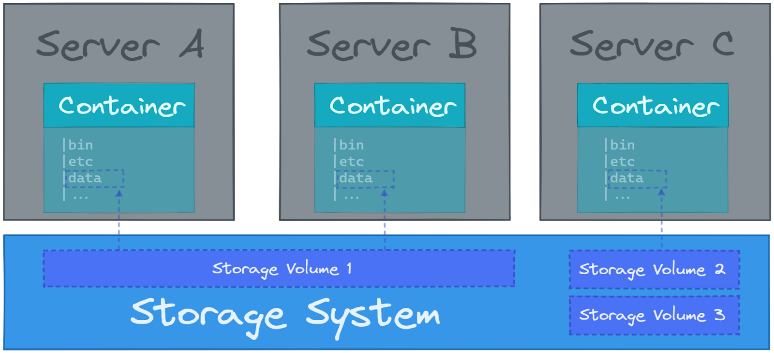 Server A
Server B
Server C
Container
Container
Container
|bin
|etc
|data
| ...
|bin
|etc
|data
| ...
|bin
|etc
|data
| ...
Storage Volume 1
Storage Volume 2
Storage System
Storage Volume 3